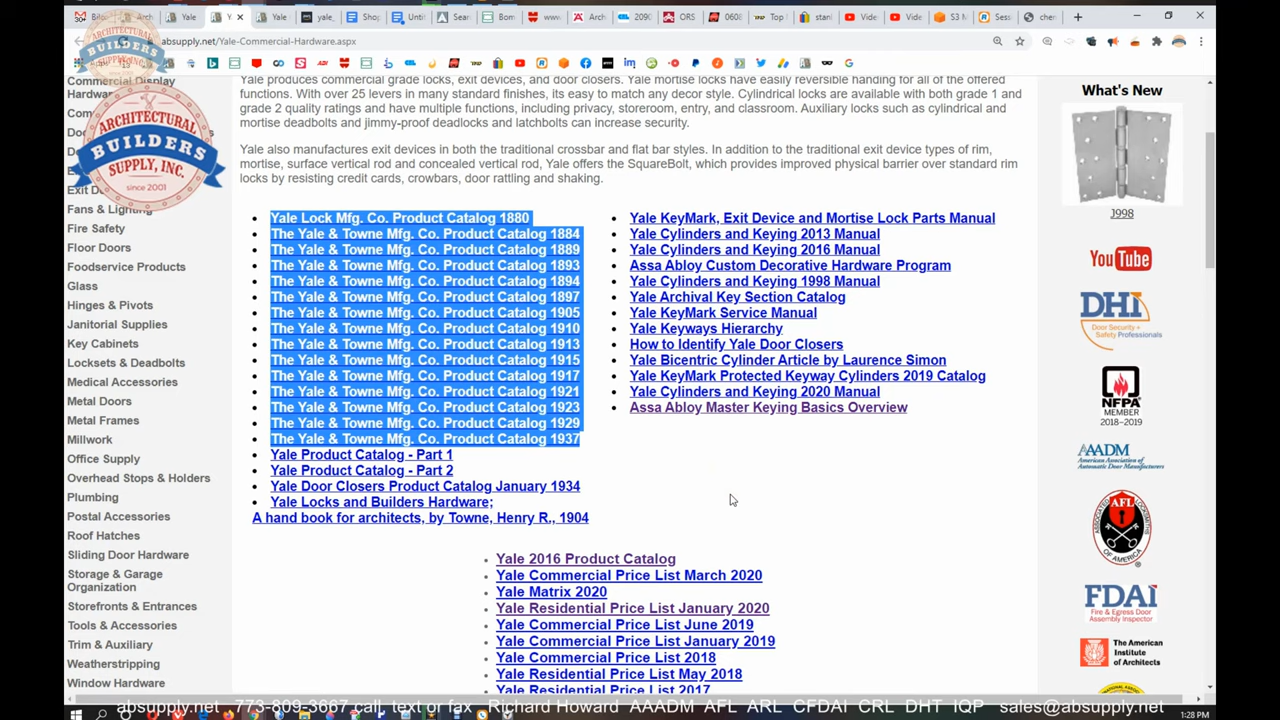 absupply.net/Yale-Commercial-Hardware.aspx
ARCHITECTURAL
BUILDERS
SUPPLY, INC.
since 2001
Commercial Display
Fans & Lighting
Fire Safety
Floor Doors
Foodservice Products
Glass
Hinges & Pivots
Janitorial Supplies
Key Cabinets
Locksets & Deadbolts
Medical Accessories
Metal Doors
Metal Frames
Millwork
Office Supply
Overhead Stops & Holders
Plumbing
Postal Accessories
Roof Hatches
Sliding Door Hardware
Storage & Garage
Organization
Storefronts & Entrances
Tools & Accessories
Trim & Auxiliary
Weatherstripping
Window Hardware
Yale produces commercial grade locks, exit devices, and door closers. Yale mortise locks have easily reversible handing for all of the offered
functions. With over 25 levers in many standard finishes, its easy to match any decor style. Cylindrical locks are available with both grade 1 and
grade 2 quality ratings and have multiple functions, including privacy, storeroom, entry, and classroom. Auxiliary locks such as cylindrical and
mortise deadbolts and jimmy-proof deadlocks and latchbolts can increase security.
Yale also manufactures exit devices in both the traditional crossbar and flat bar styles. In addition to the traditional exit device types of rim,
mortise, surface vertical rod and concealed vertical rod, Yale offers the SquareBolt, which provides improved physical barrier over standard rim
locks by resisting credit cards, crowbars, door rattling and shaking.
Yale Lock Mfg. Co. Product Catalog 1880
The Yale & Towne Mfg. Co. Product Catalog 1884
The Yale & Towne Mfg. Co. Product Catalog 1889
The Yale & Towne Mfg. Co. Product Catalog 1893
The Yale & Towne Mfg. Co. Product Catalog 1894
The Yale & Towne Mfg. Co. Product Catalog 1897
The Yale & Towne Mfg. Co. Product Catalog 1905
The Yale & Towne Mfg. Co. Product Catalog 1910
The Yale & Towne Mfg. Co. Product Catalog 1913
The Yale & Towne Mfg. Co. Product Catalog 1915
The Yale & Towne Mfg. Co. Product Catalog 1917
The Yale & Towne Mfg. Co. Product Catalog 1921
The Yale & Towne Mfg. Co. Product Catalog 1923
The Yale & Towne Mfg. Co. Product Catalog 1929
The Yale & Towne Mfg. Co. Product Catalog 1937
Yale Product Catalog - Part 1
Yale Product Catalog - Part 2
Yale Door Closers Product Catalog January 1934
Yale Locks and Builders Hardware;
A hand book for architects, by Towne, Henry R., 1904
Yale KeyMark, Exit Device and Mortise Lock Parts Manual
Yale Cylinders and Keying 2013 Manual
Yale Cylinders and Keying 2016 Manual
Assa Abloy Custom Decorative Hardware Program
Yale Cylinders and Keying 1998 Manual
Yale Archival Key Section Catalog
Yale KeyMark Service Manual
Yale Keyways Hierarchy
How to Identify Yale Door Closers
Yale Bicentric Cylinder Article by Laurence Simon
Yale KeyMark Protected Keyway Cylinders 2019 Catalog
Yale Cylinders and Keying 2020 Manual
Assa Abloy Master Keying Basics Overview
Yale 2016 Product Catalog
Yale Commercial Price List March 2020
Yale Matrix 2020
Yale Residential Price List January 2020
Yale Commercial Price List June 2019
Yale Commercial Price List January 2019
Yale Commercial Price List 2018
Yale Residential Price List May 2018
Yale Residential Price List 2017
What's New
J998
YouTube
DHI
Door Security +
Safety Professionals
NFPA
MEMBER
2018–2019
AAADM
American Association of
Automatic Door Manufacturers
AFL
FDAI
Fire & Egress Door
Assembly Inspector
The American
Institute
of Architects
absupply.net 773-809-3667 call, text or fax Richard Howard AAADM AFL ARL CFDAI CRL DHT IQP sales@absupply.net
1:28 PM